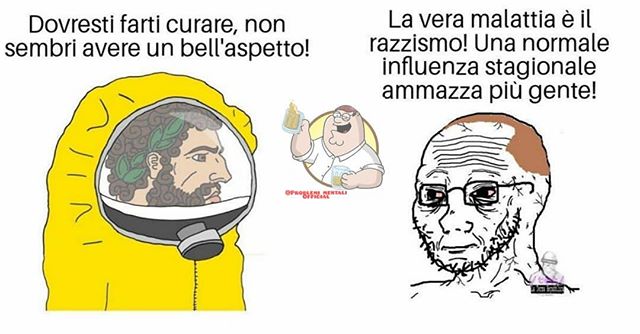 Dovresti farti curare, non
sembri avere un bell'aspetto!
La vera malattia è il
razzismo! Una normale
influenza stagionale
ammazza più gente!
@PROBLEMI MENTALI
OFFICIAL